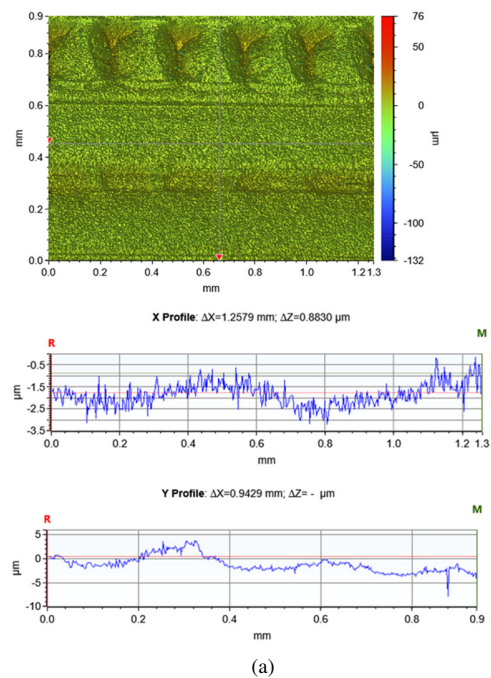 0.9
0.6
0.4
0.2
0.0
mm
0.0 0.2 0.4 0.6 0.8 1.0 1.2 1.3
mm
76
50
0
-50
-100
-132
µm
X Profile: ΔX=1.2579 mm; ΔZ=0.8830 µm
R M
-0.5
-1.5
-2.5
-3.5
µm
0.0 0.2 0.4 0.6 0.8 1.0 1.2 1.3
mm
Y Profile: ΔX=0.9429 mm; ΔZ= - µm
R M
5
0
-5
-10
µm
0.0 0.2 0.4 0.6 0.8 0.9
mm
(a)